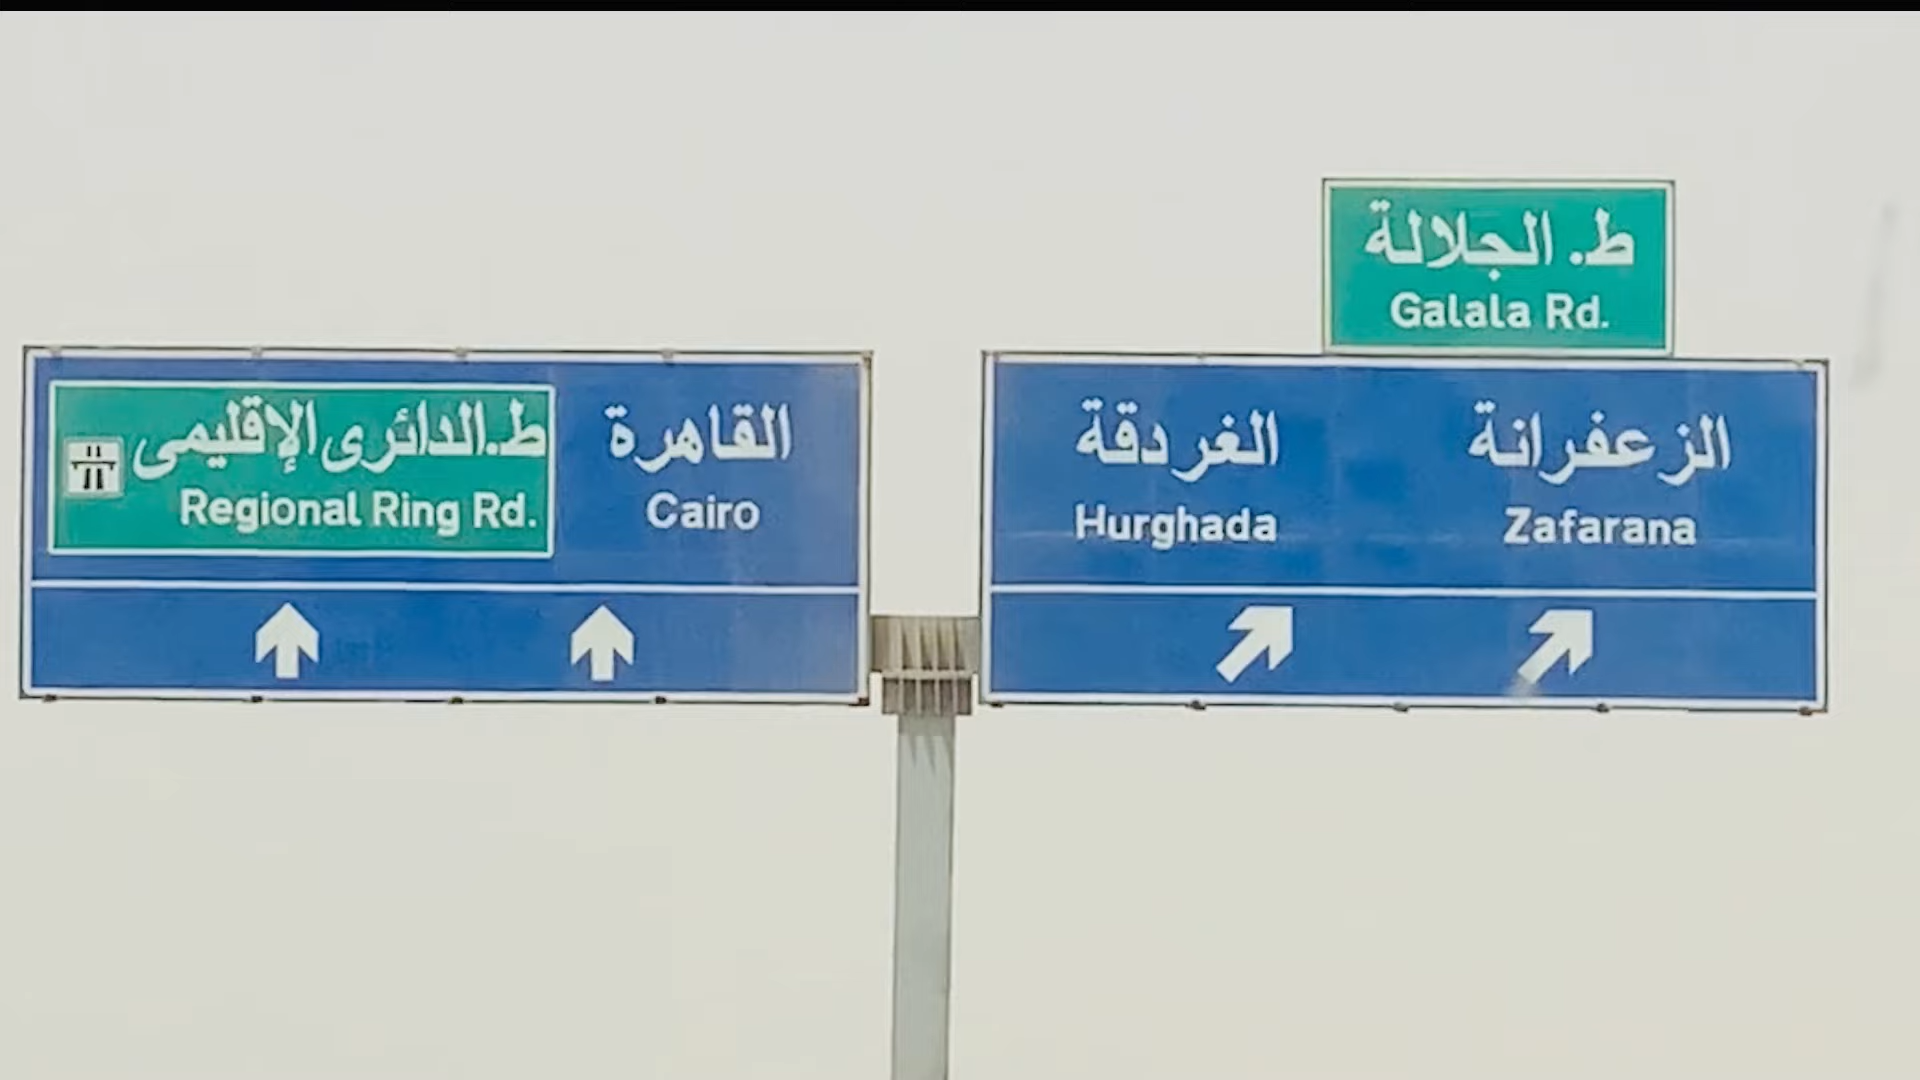 ط. الجلالة
Galala Rd.
الزعفرانة الغردقة
Hurghada Zafarana
القاهرة ط.الدائرى الإقليمى
Regional Ring Rd. Cairo